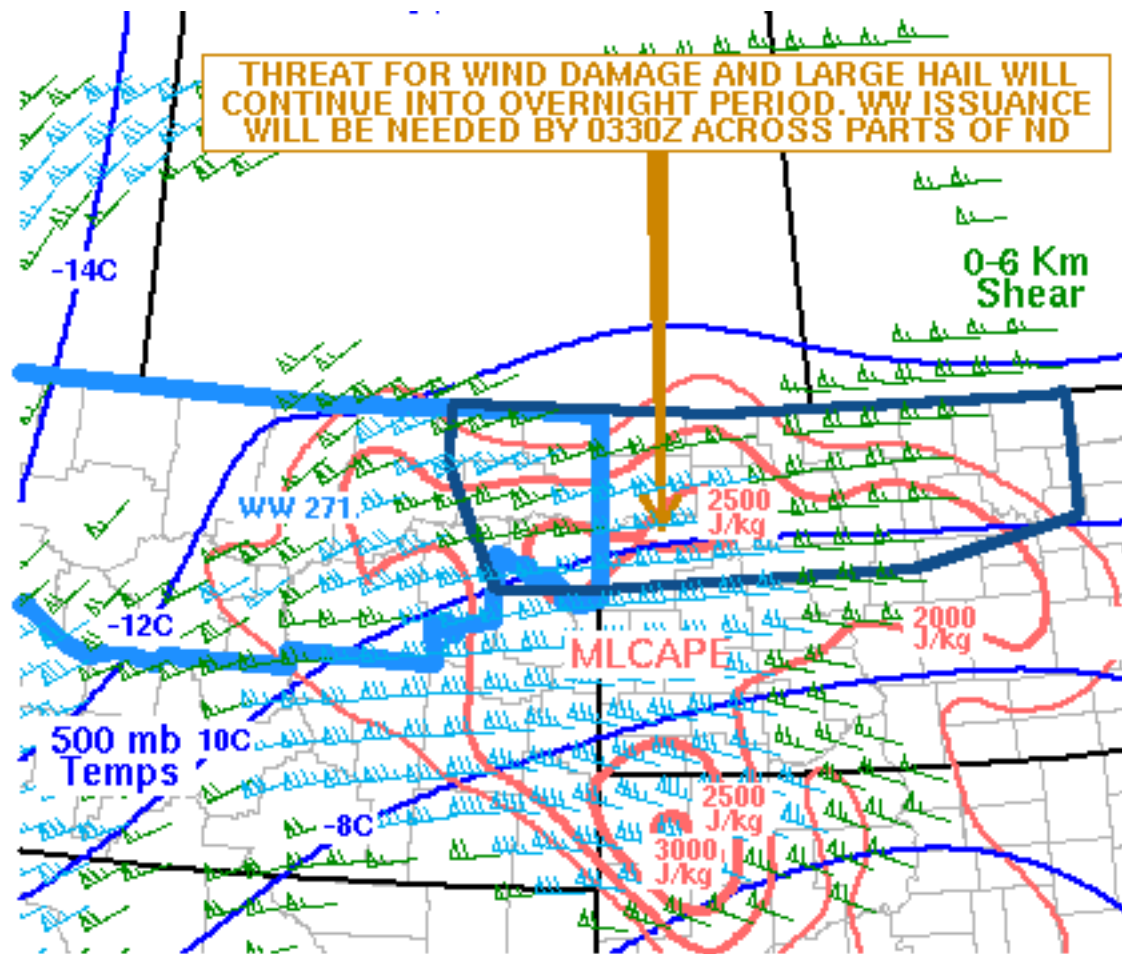 THREAT FOR WIND DAMAGE AND LARGE HAIL WILL
CONTINUE INTO OVERNIGHT PERIOD. WW ISSUANCE
WILL BE NEEDED BY 0330Z ACROSS PARTS OF ND
-14C
0-6 Km
Shear
WW 271
2500
J/kg
-12C
2000
J/kg
MLCAPE
500 mb
Temps
10C
2500
J/kg
-8C
3000
J/kg